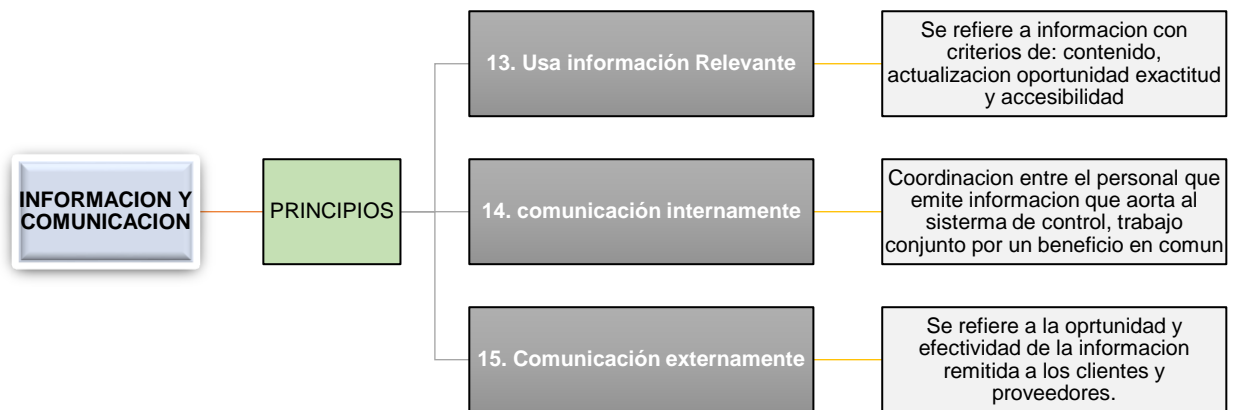 INFORMACION Y
COMUNICACION
PRINCIPIOS
13. Usa información Relevante
Se refiere a informacion con
criterios de: contenido,
actualizacion oportunidad exactitud
y accesibilidad
14. comunicación internamente
Coordinacion entre el personal que
emite informacion que aorta al
sisterma de control, trabajo
conjunto por un beneficio en comun
15. Comunicación externamente
Se refiere a la oprtunidad y
efectividad de la informacion
remitida a los clientes y
proveedores.